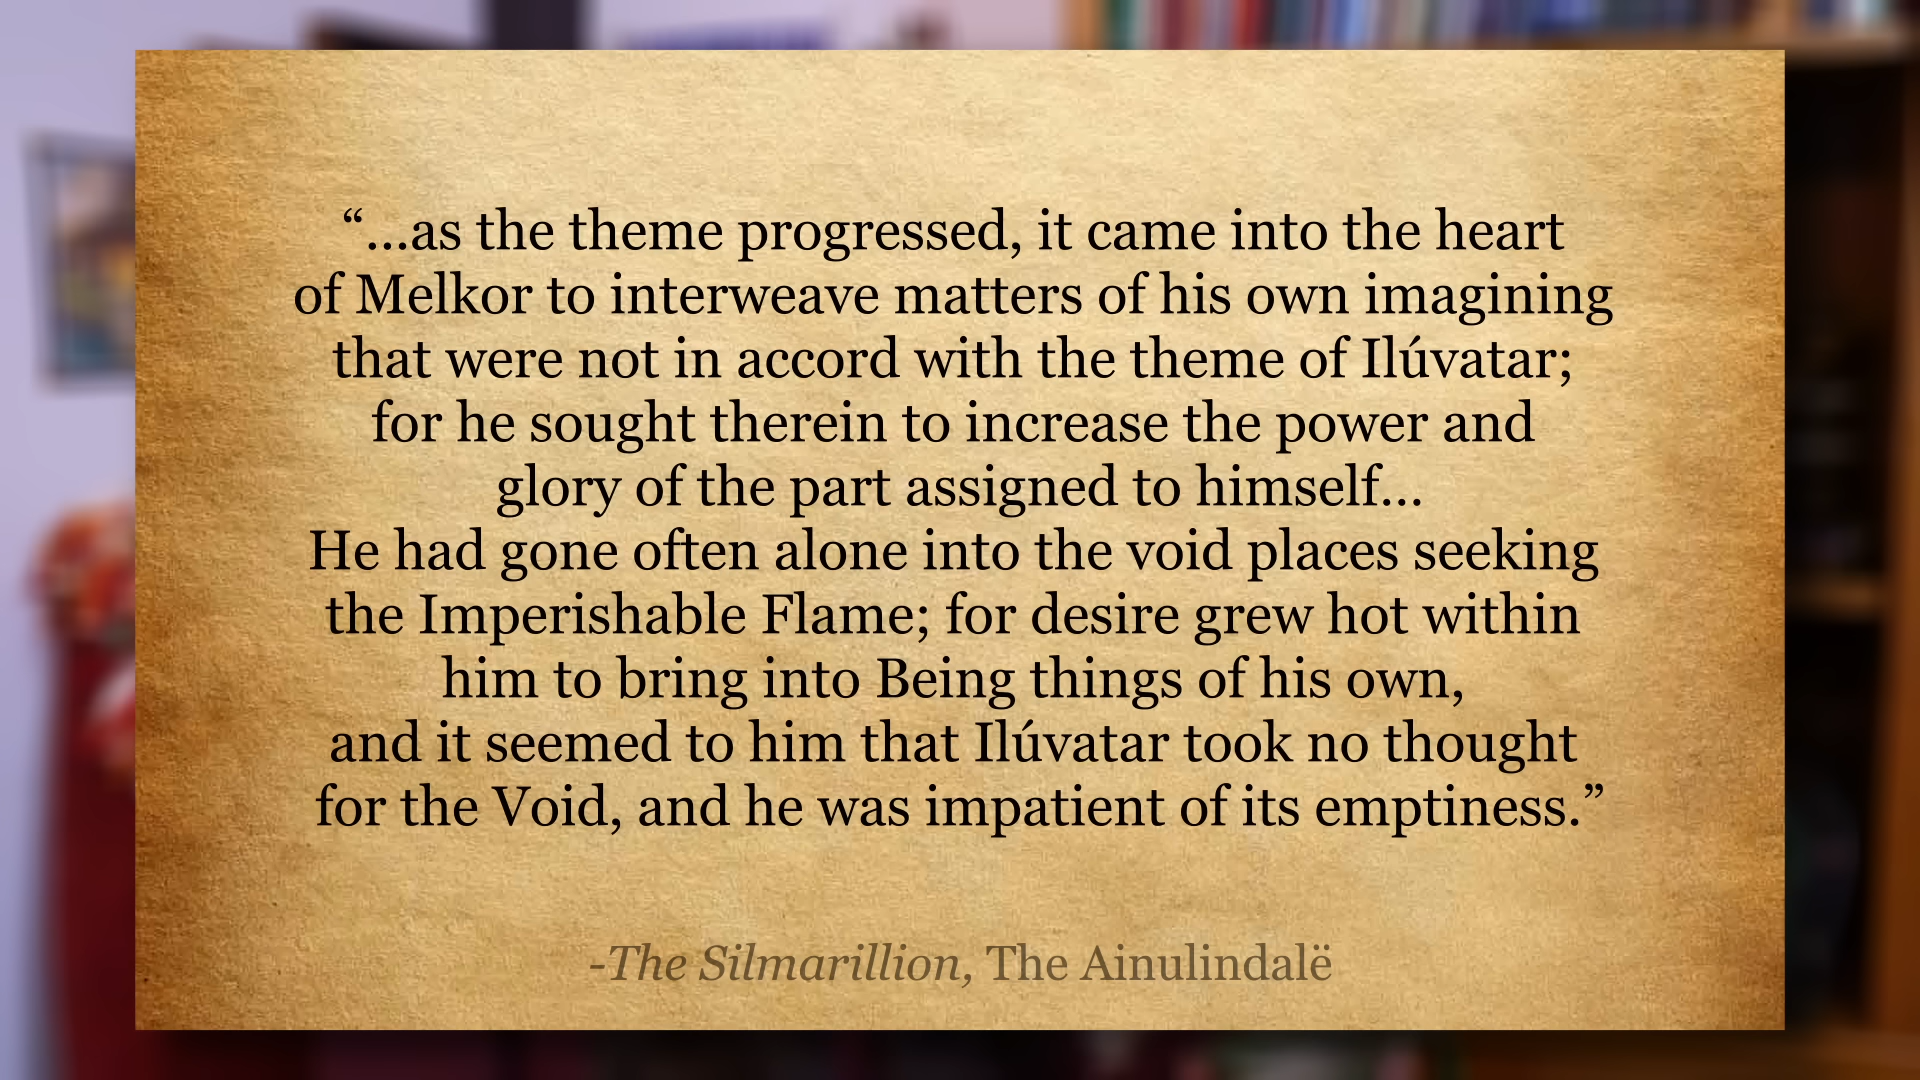 “...as the theme progressed, it came into the heart
of Melkor to interweave matters of his own imagining
that were not in accord with the theme of Ilúvatar;
for he sought therein to increase the power and
glory of the part assigned to himself...
He had gone often alone into the void places seeking
the Imperishable Flame; for desire grew hot within
him to bring into Being things of his own,
and it seemed to him that Ilúvatar took no thought
for the Void, and he was impatient of its emptiness.”
-The Silmarillion, The Ainulindalë